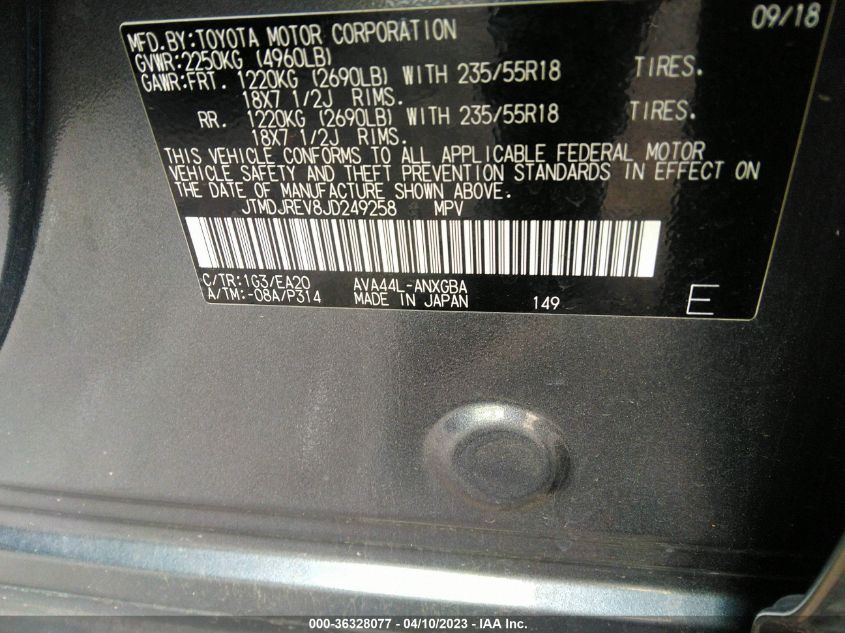 MFD.BY:TOYOTA MOTOR CORPORATION 09/18
GVWR:2250KG (4960LB)
GAWR:FRT. 1220KG (2690LB) WITH 235/55R18 TIRES.
18X7 1/2J RIMS.
RR. 1220KG (2690LB) WITH 235/55R18 TIRES.
18X7 1/2J RIMS.
THIS VEHICLE CONFORMS TO ALL APPLICABLE FEDERAL MOTOR
VEHICLE SAFETY AND THEFT PREVENTION STANDARDS IN EFFECT ON
THE DATE OF MANUFACTURE SHOWN ABOVE.
JTMDJREV8JD249258 MPV
C/TR:1G3/EA20 AVA44L-ANXGBA
A/TM:-08A/P314 MADE IN JAPAN 149 E
000-36328077 - 04/10/2023 - IAA Inc.